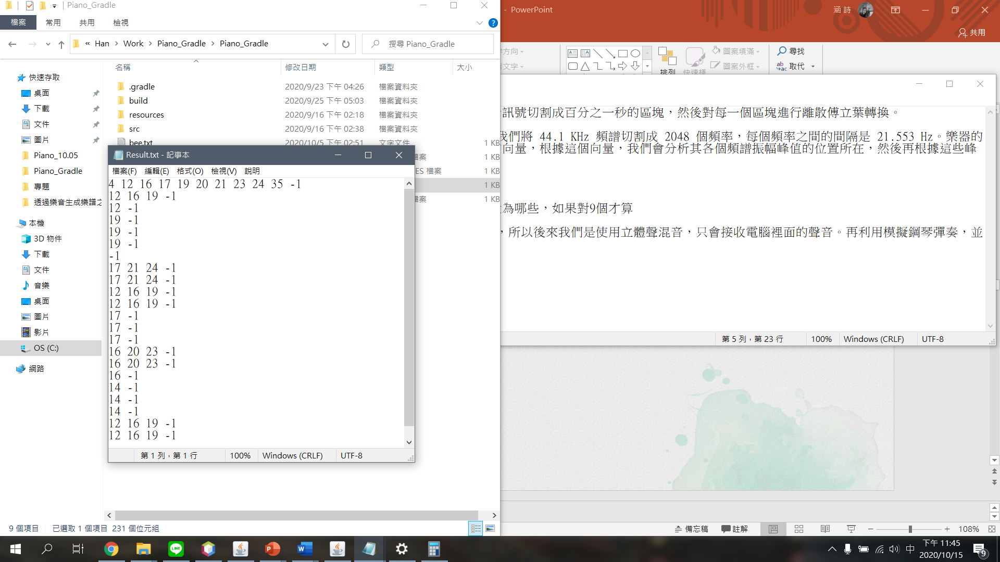 Piano_Gradle
檔案 常用 共用 檢視
« Han › Work › Piano_Gradle › Piano_Gradle
搜尋 Piano_Gradle
名稱 修改日期 類型 大小
快速存取
桌面
下載
文件
圖片
Piano_10.05
Piano_Gradle
專題
透過樂音生成樂譜之
本機
3D 物件
下載
文件
音樂
桌面
圖片
影片
OS (C:)
網路
.gradle 2020/9/23 下午 04:26 檔案資料夾
build 2020/9/25 下午 05:03 檔案資料夾
resources 2020/9/16 下午 02:18 檔案資料夾
src 2020/9/16 下午 02:38 檔案資料夾
bee.txt 2020/10/5 下午 02:51 文字文件 1 KB
檔案 1 KB
ES 檔案 1 KB
1 KB
檔案 1 KB
9 個項目 已選取 1 個項目 231 個位元組
Result.txt - 記事本
檔案(F) 編輯(E) 格式(O) 檢視(V) 說明
4 12 16 17 19 20 21 23 24 35 -1
12 16 19 -1
12 -1
19 -1
19 -1
19 -1
-1
17 21 24 -1
17 21 24 -1
12 16 19 -1
12 16 19 -1
17 -1
17 -1
17 -1
16 20 23 -1
16 20 23 -1
16 -1
14 -1
14 -1
14 -1
12 16 19 -1
12 16 19 -1
第 1 列，第 1 行 100% Windows (CRLF) UTF-8
- PowerPoint
涵 詩
共用
字方向
文字
排列
快速樣
圖案填滿
圖案外框
尋找
取代
訊號切割成百分之一秒的區塊，然後對每一個區塊進行離散傅立葉轉換。
我們將 44.1 KHz 頻譜切割成 2048 個頻率，每個頻率之間的間隔是 21.553 Hz。樂器的
向量，根據這個向量，我們會分析其各個頻譜振幅峰值的位置所在，然後再根據這些峰
為哪些，如果對9個才算
，所以後來我們是使用立體聲混音，只會接收電腦裡面的聲音。再利用模擬鋼琴彈奏，並
第 5 列，第 23 行 100% Windows (CRLF) UTF-8
備忘稿 註解 108%
中
下午 11:45
2020/10/15
9